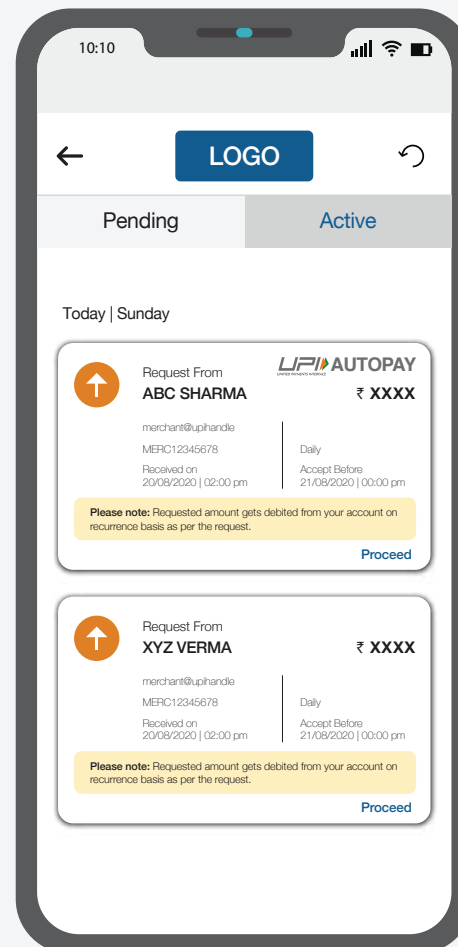 10:10
LOGO
Pending Active
Today | Sunday
Request From UPI AUTOPAY
UNIFIED PAYMENTS INTERFACE
ABC SHARMA ₹ XXXX
merchant@upihandle
MERC12345678 Daily
Received on Accept Before
20/08/2020 | 02:00 pm 21/08/2020 | 00:00 pm
Please note: Requested amount gets debited from your account on
recurrence basis as per the request.
Proceed
Request From
XYZ VERMA ₹ XXXX
merchant@upihandle
MERC12345678 Daily
Received on Accept Before
20/08/2020 | 02:00 pm 21/08/2020 | 00:00 pm
Please note: Requested amount gets debited from your account on
recurrence basis as per the request.
Proceed